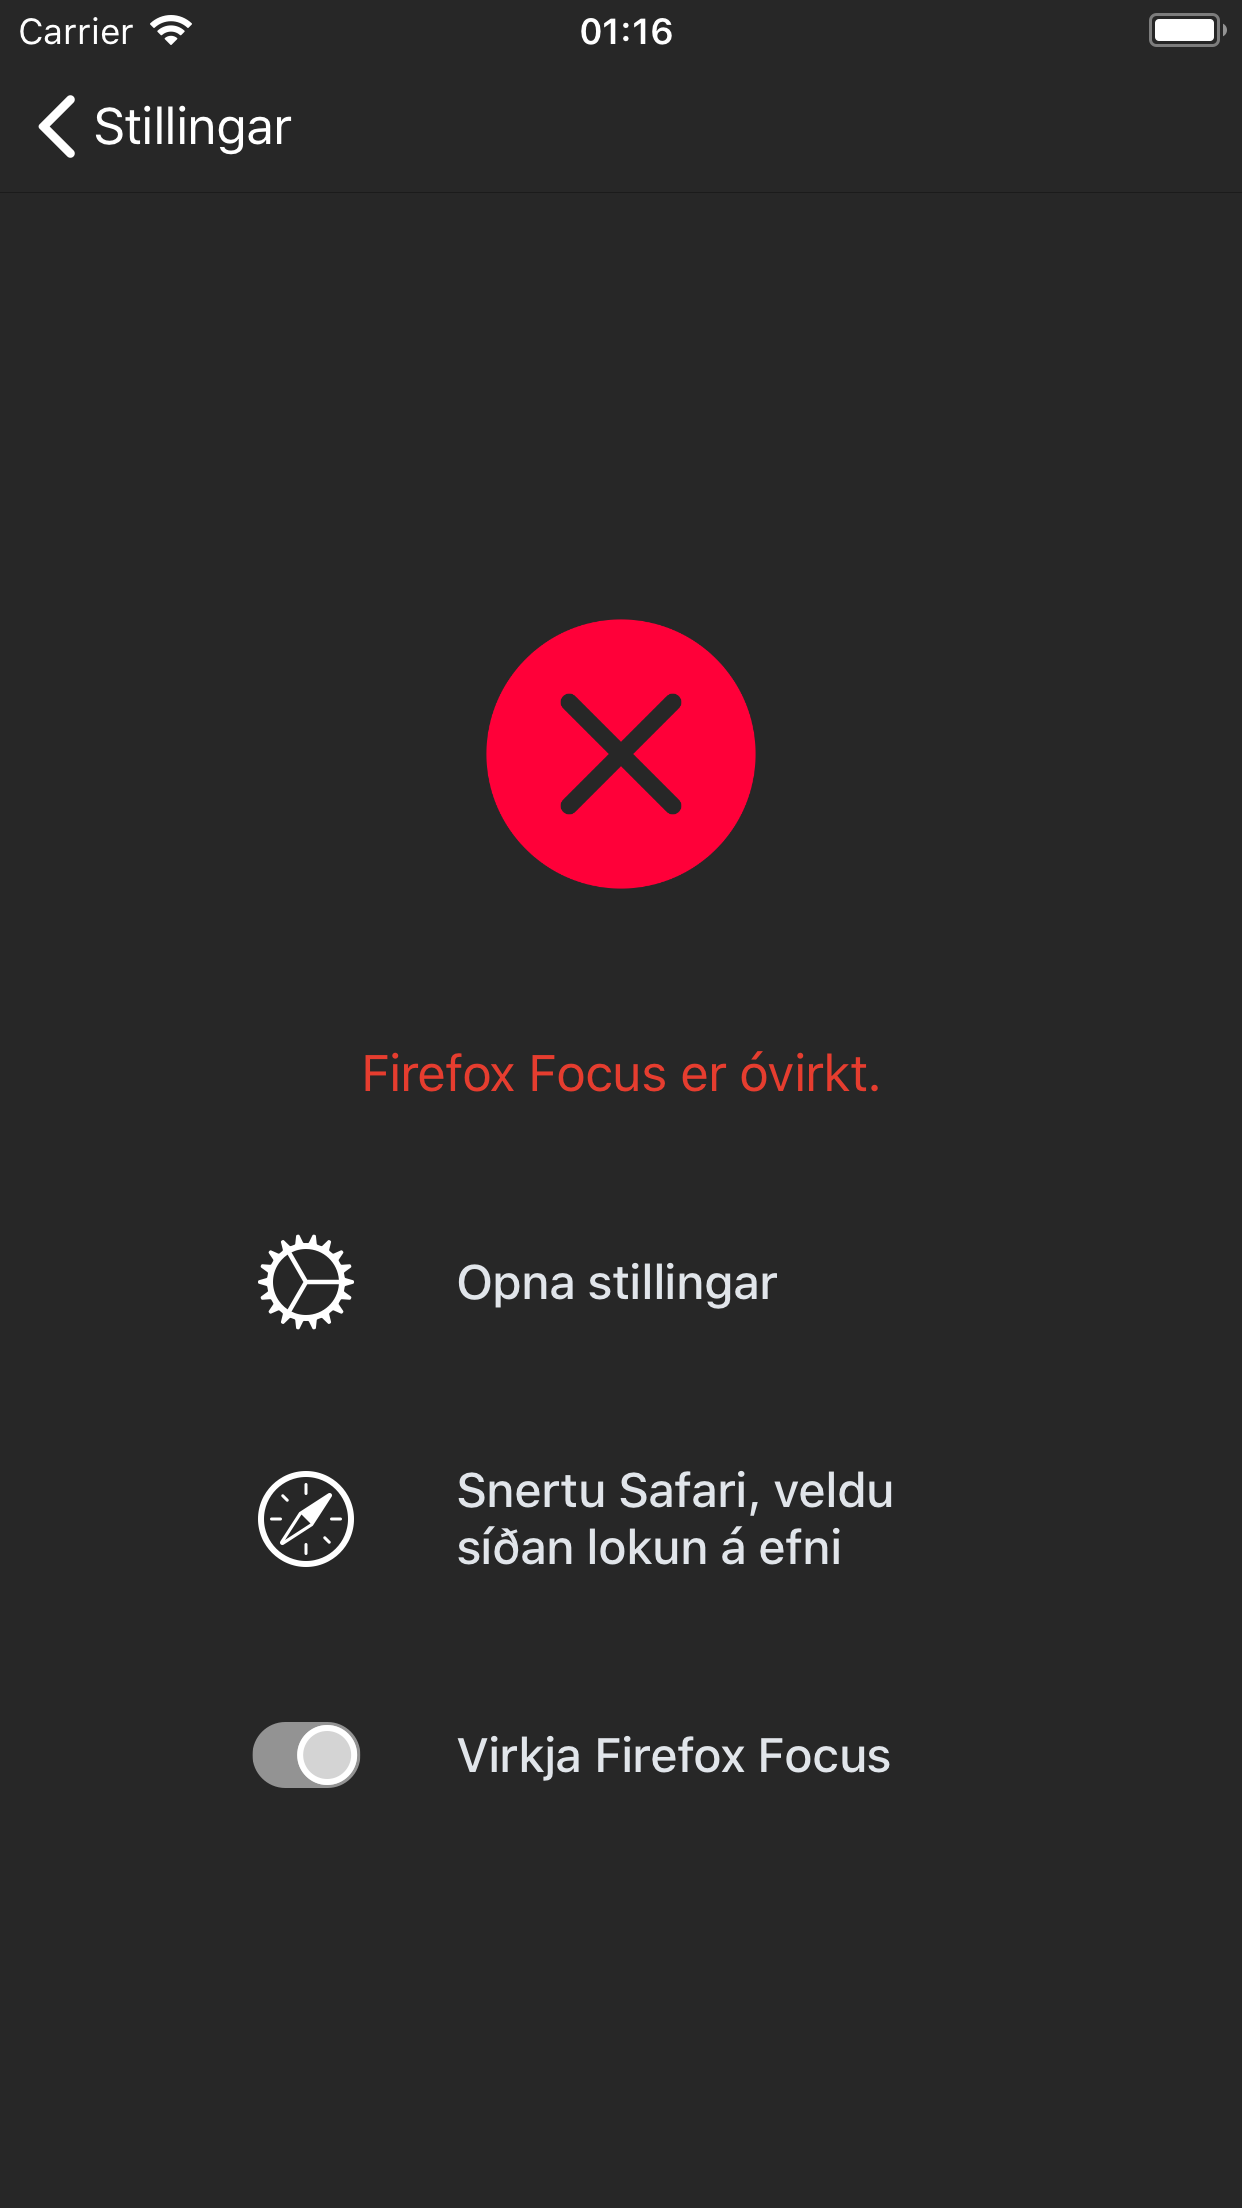 Carrier 01:16
Stillingar
Firefox Focus er óvirkt.
Opna stillingar
Snertu Safari, veldu
síðan lokun á efni
Virkja Firefox Focus